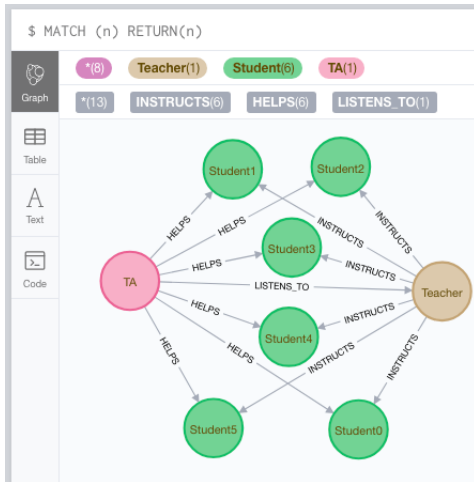 $ MATCH (n) RETURN(n)
*(8) Teacher(1) Student(6) TA(1)
*(13) INSTRUCTS(6) HELPS(6) LISTENS_TO(1)
Graph
Table
A
Text
Code
Student1
Student2
HELPS
HELPS
INSTRUCTS
INSTRUCTS
Student3
HELPS
INSTRUCTS
TA
LISTENS_TO
Teacher
HELPS
INSTRUCTS
Student4
HELPS
HELPS
INSTRUCTS
INSTRUCTS
Student5
Student0